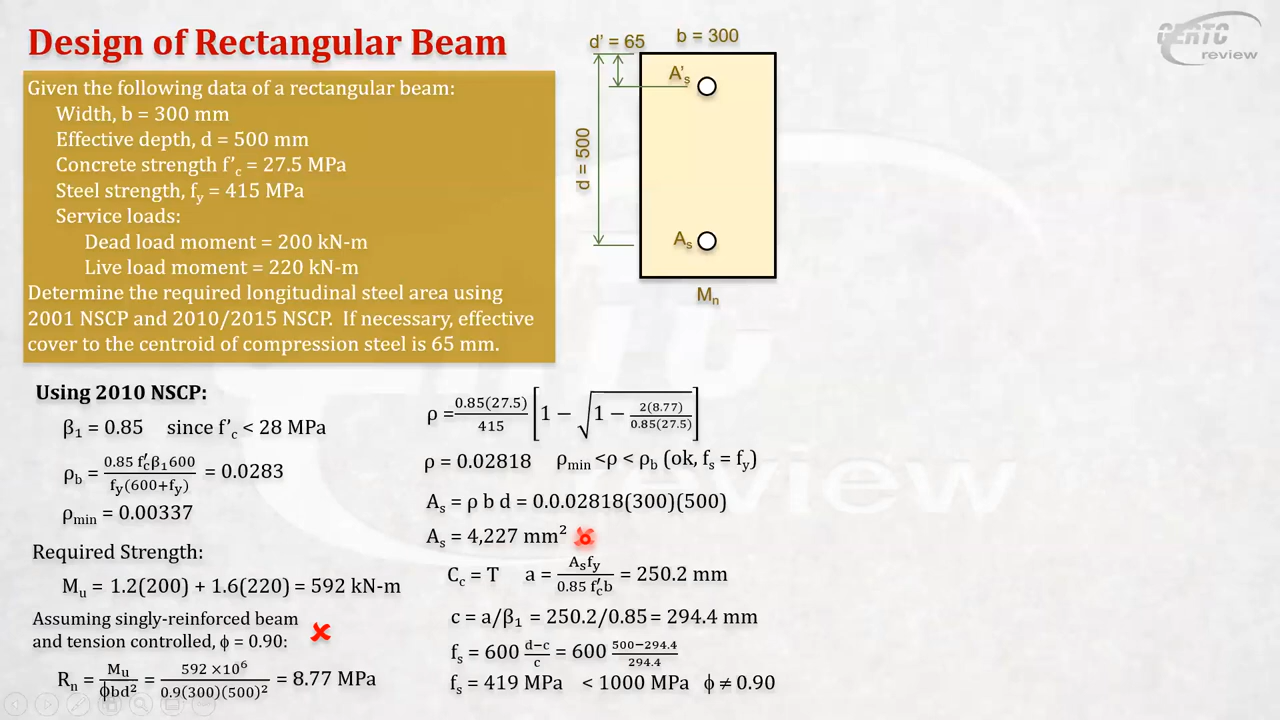 Design of Rectangular Beam
Given the following data of a rectangular beam:
Width, b = 300 mm
Effective depth, d = 500 mm
Concrete strength f'c = 27.5 MPa
Steel strength, fy = 415 MPa
Service loads:
Dead load moment = 200 kN-m
Live load moment = 220 kN-m
Determine the required longitudinal steel area using
2001 NSCP and 2010/2015 NSCP. If necessary, effective
cover to the centroid of compression steel is 65 mm.
d' = 65
b = 300
A's
d = 500
As
Mn
GERTC
review
Using 2010 NSCP:
β1 = 0.85 since f'c < 28 MPa
ρb = 0.85 f'c β1 600 / fy(600+fy) = 0.0283
ρmin = 0.00337
Required Strength:
Mu = 1.2(200) + 1.6(220) = 592 kN-m
Assuming singly-reinforced beam
and tension controlled, ϕ = 0.90: ✘
Rn = Mu / ϕbd² = 592 ×10⁶ / 0.9(300)(500)² = 8.77 MPa
ρ = 0.85(27.5) / 415 [1 − √(1 − 2(8.77) / 0.85(27.5))]
ρ = 0.02818 ρmin <ρ < ρb (ok, fs = fy)
As = ρ b d = 0.0.02818(300)(500)
As = 4,227 mm²
Cc = T a = As fy / 0.85 f'c b = 250.2 mm
c = a/β1 = 250.2/0.85 = 294.4 mm
fs = 600 d−c / c = 600 500−294.4 / 294.4
fs = 419 MPa < 1000 MPa ϕ ≠ 0.90
review